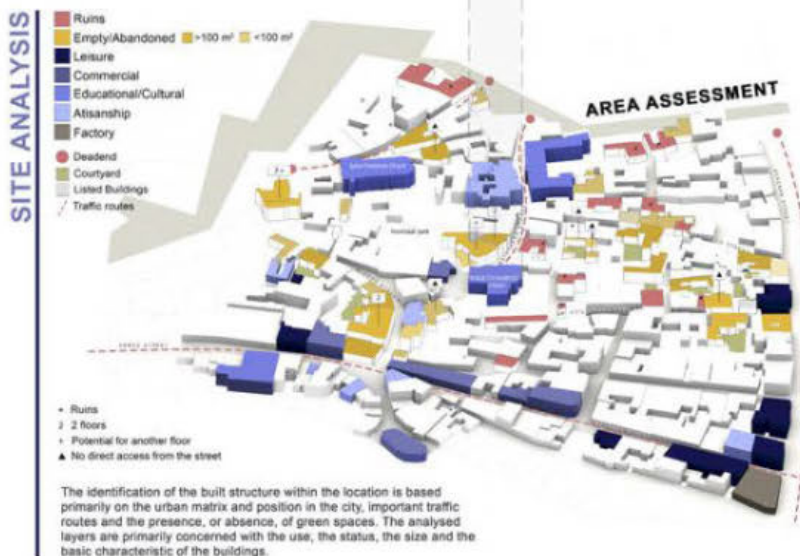 SITE ANALYSIS
Ruins
Empty/Abandoned >100 m² <100 m²
Leisure
Commercial
Educational/Cultural
Atisanship
Factory
Deadend
Courtyard
Listed Buildings
Traffic routes
AREA ASSESSMENT
Ruins
2 floors
Potential for another floor
No direct access from the street
The identification of the built structure within the location is based
primarily on the urban matrix and position in the city, important traffic
routes and the presence, or absence, of green spaces. The analysed
layers are primarily concerned with the use, the status, the size and the
basic characteristic of the buildings.